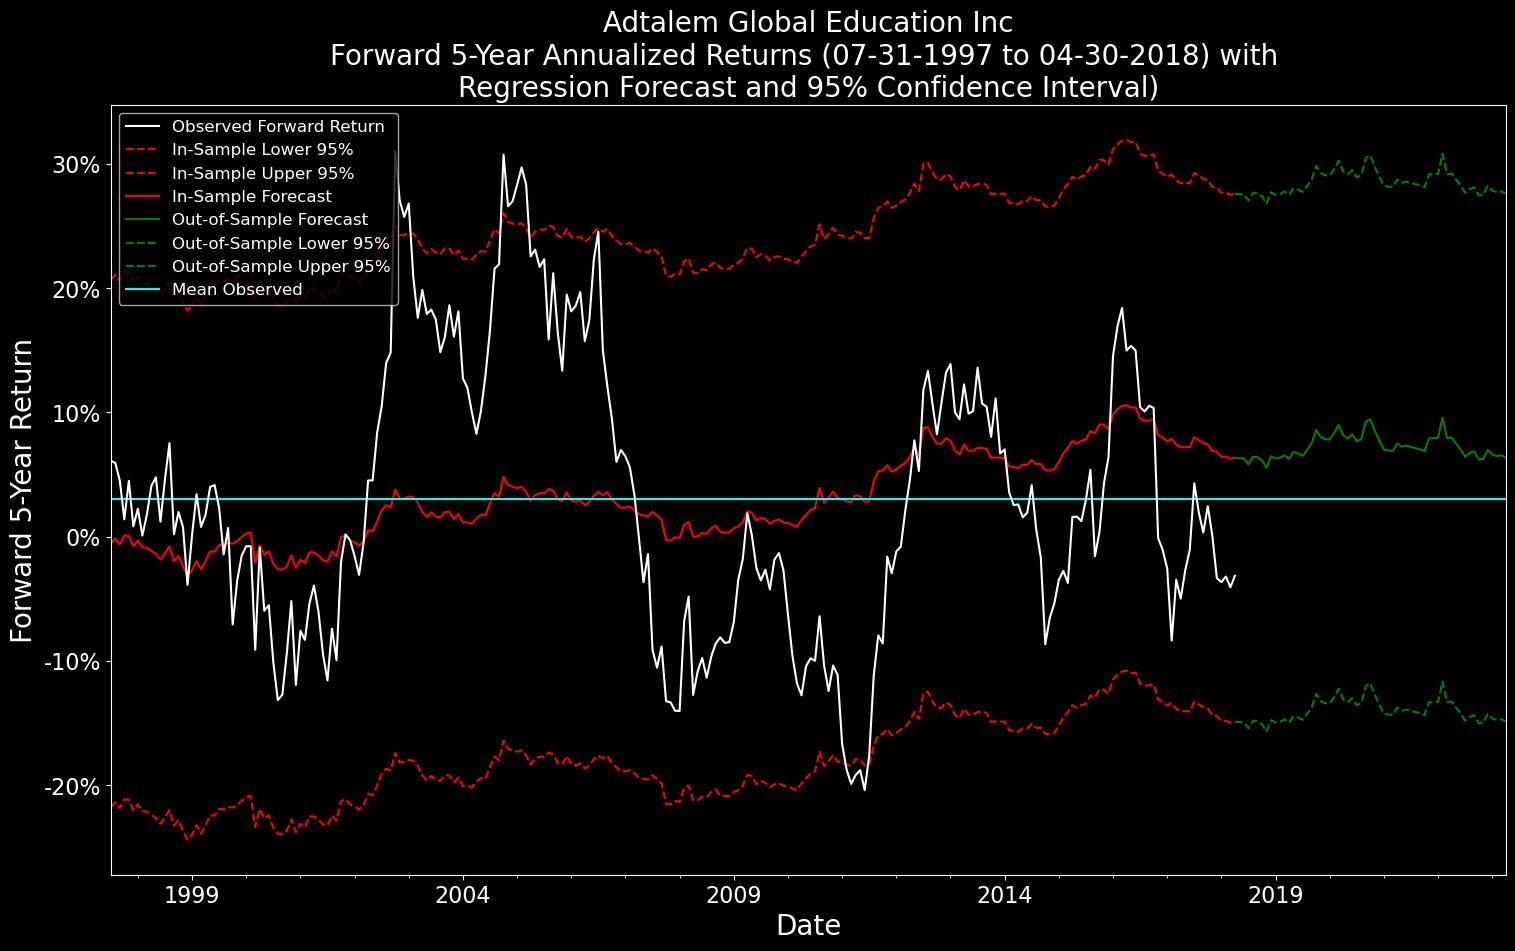 Adtalem Global Education Inc
Forward 5-Year Annualized Returns (07-31-1997 to 04-30-2018) with
Regression Forecast and 95% Confidence Interval)
Observed Forward Return
In-Sample Lower 95%
In-Sample Upper 95%
In-Sample Forecast
Out-of-Sample Forecast
Out-of-Sample Lower 95%
Out-of-Sample Upper 95%
Mean Observed
30%
20%
10%
0%
-10%
-20%
Forward 5-Year Return
1999
2004
2009
2014
2019
Date